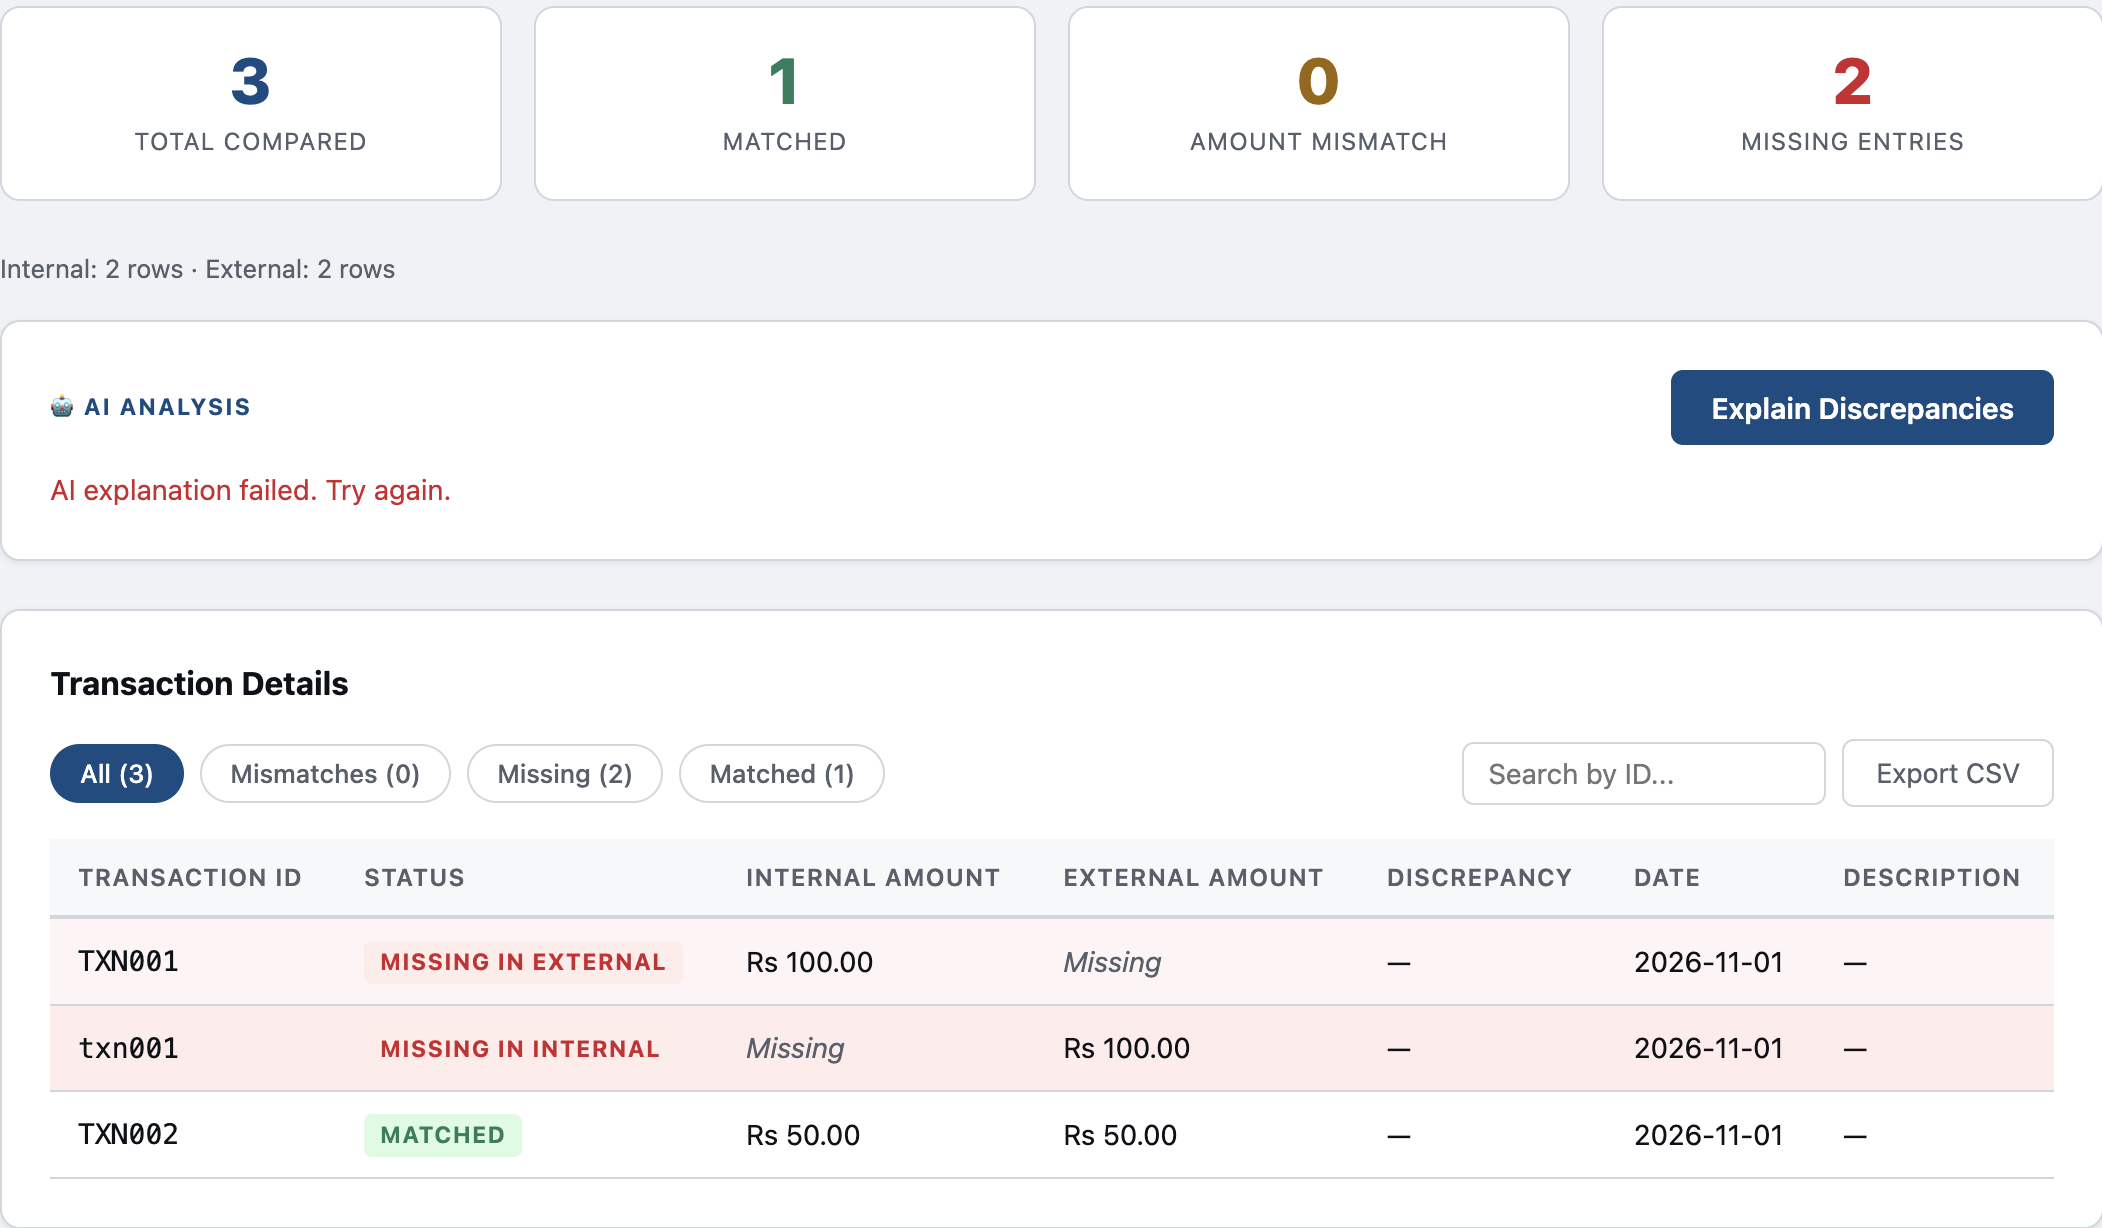 3
TOTAL COMPARED
1
MATCHED
0
AMOUNT MISMATCH
2
MISSING ENTRIES
Internal: 2 rows · External: 2 rows
🤖 AI ANALYSIS
Explain Discrepancies
AI explanation failed. Try again.
Transaction Details
All (3) Mismatches (0) Missing (2) Matched (1) Search by ID... Export CSV
TRANSACTION ID STATUS INTERNAL AMOUNT EXTERNAL AMOUNT DISCREPANCY DATE DESCRIPTION
TXN001 MISSING IN EXTERNAL Rs 100.00 Missing — 2026-11-01 —
txn001 MISSING IN INTERNAL Missing Rs 100.00 — 2026-11-01 —
TXN002 MATCHED Rs 50.00 Rs 50.00 — 2026-11-01 —